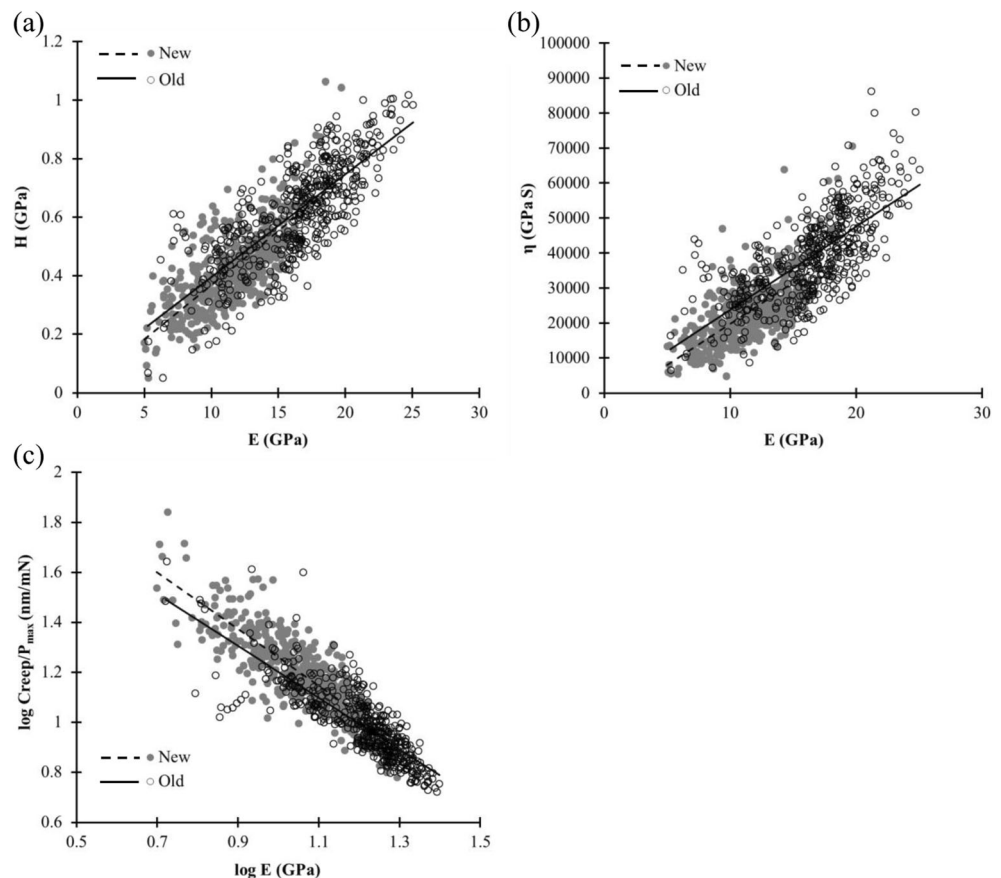 (a)
1.2
1
0.8
0.6
0.4
0.2
0
H (GPa)
New
Old
0 5 10 15 20 25 30
E (GPa)
(b)
100000
90000
80000
70000
60000
50000
40000
30000
20000
10000
0
η (GPa S)
New
Old
0 10 20 30
E (GPa)
(c)
2
1.8
1.6
1.4
1.2
1
0.8
0.6
log Creep/Pmax (nm/mN)
New
Old
0.5 0.7 0.9 1.1 1.3 1.5
log E (GPa)